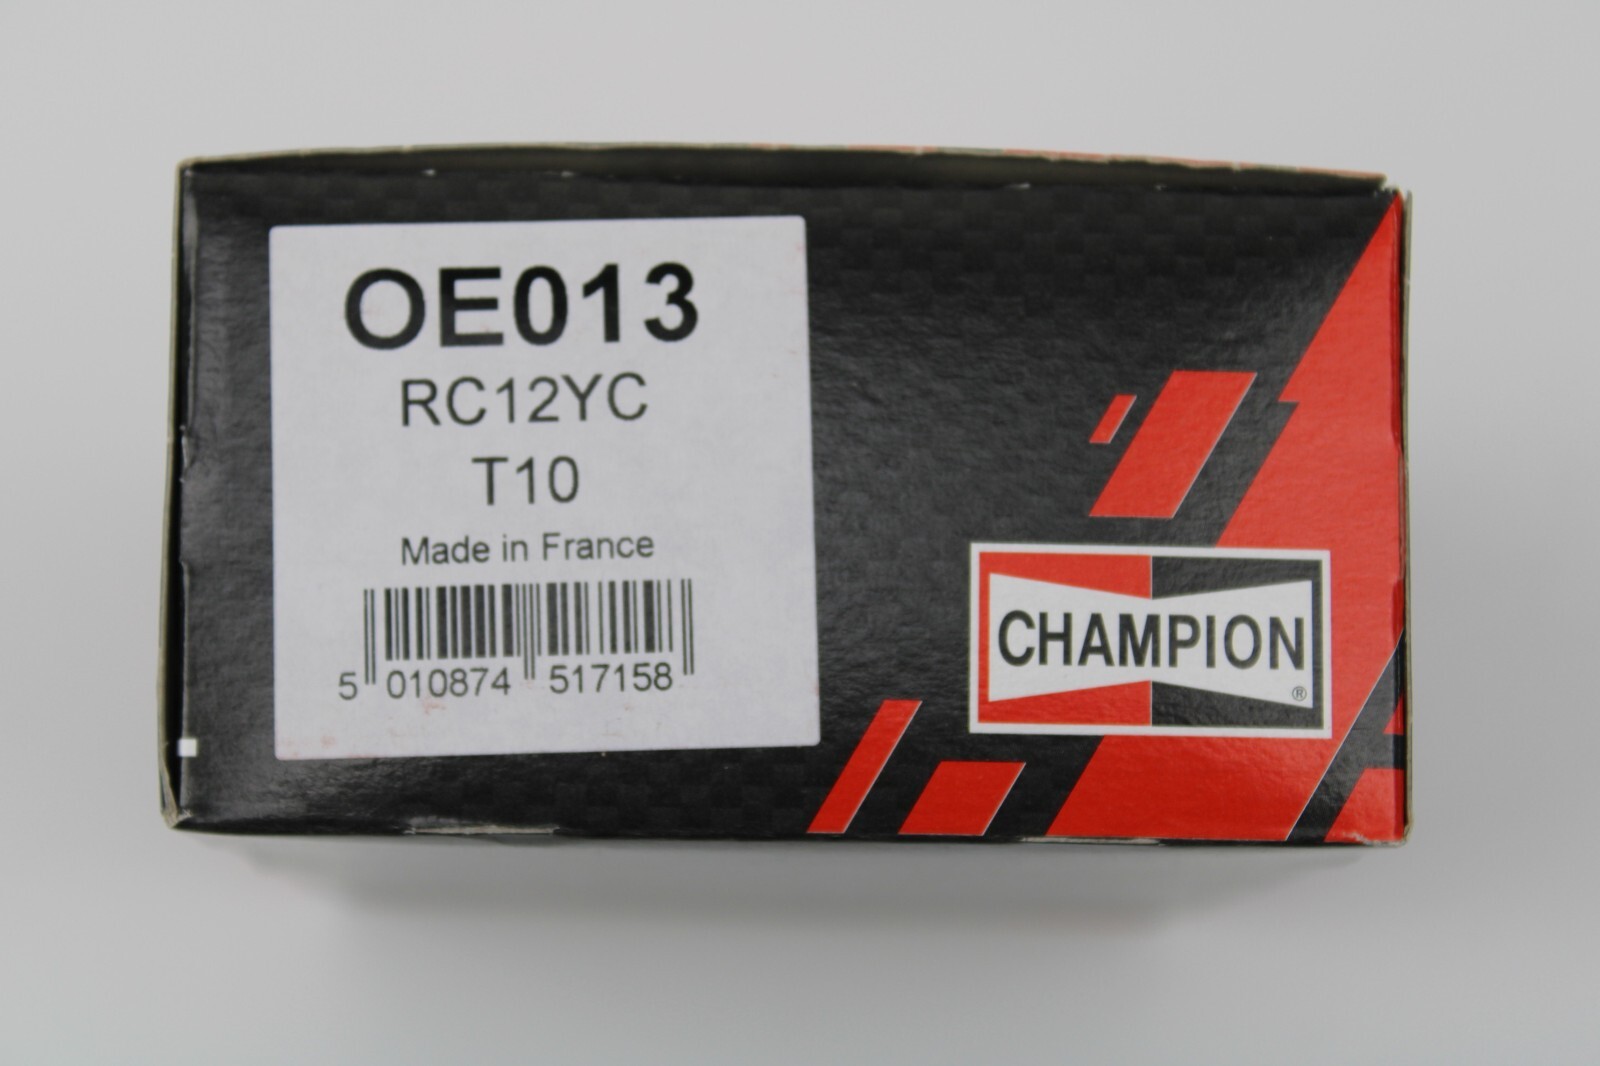 OE013
RC12YC
T10
Made in France
5 010874 517158
CHAMPION
®